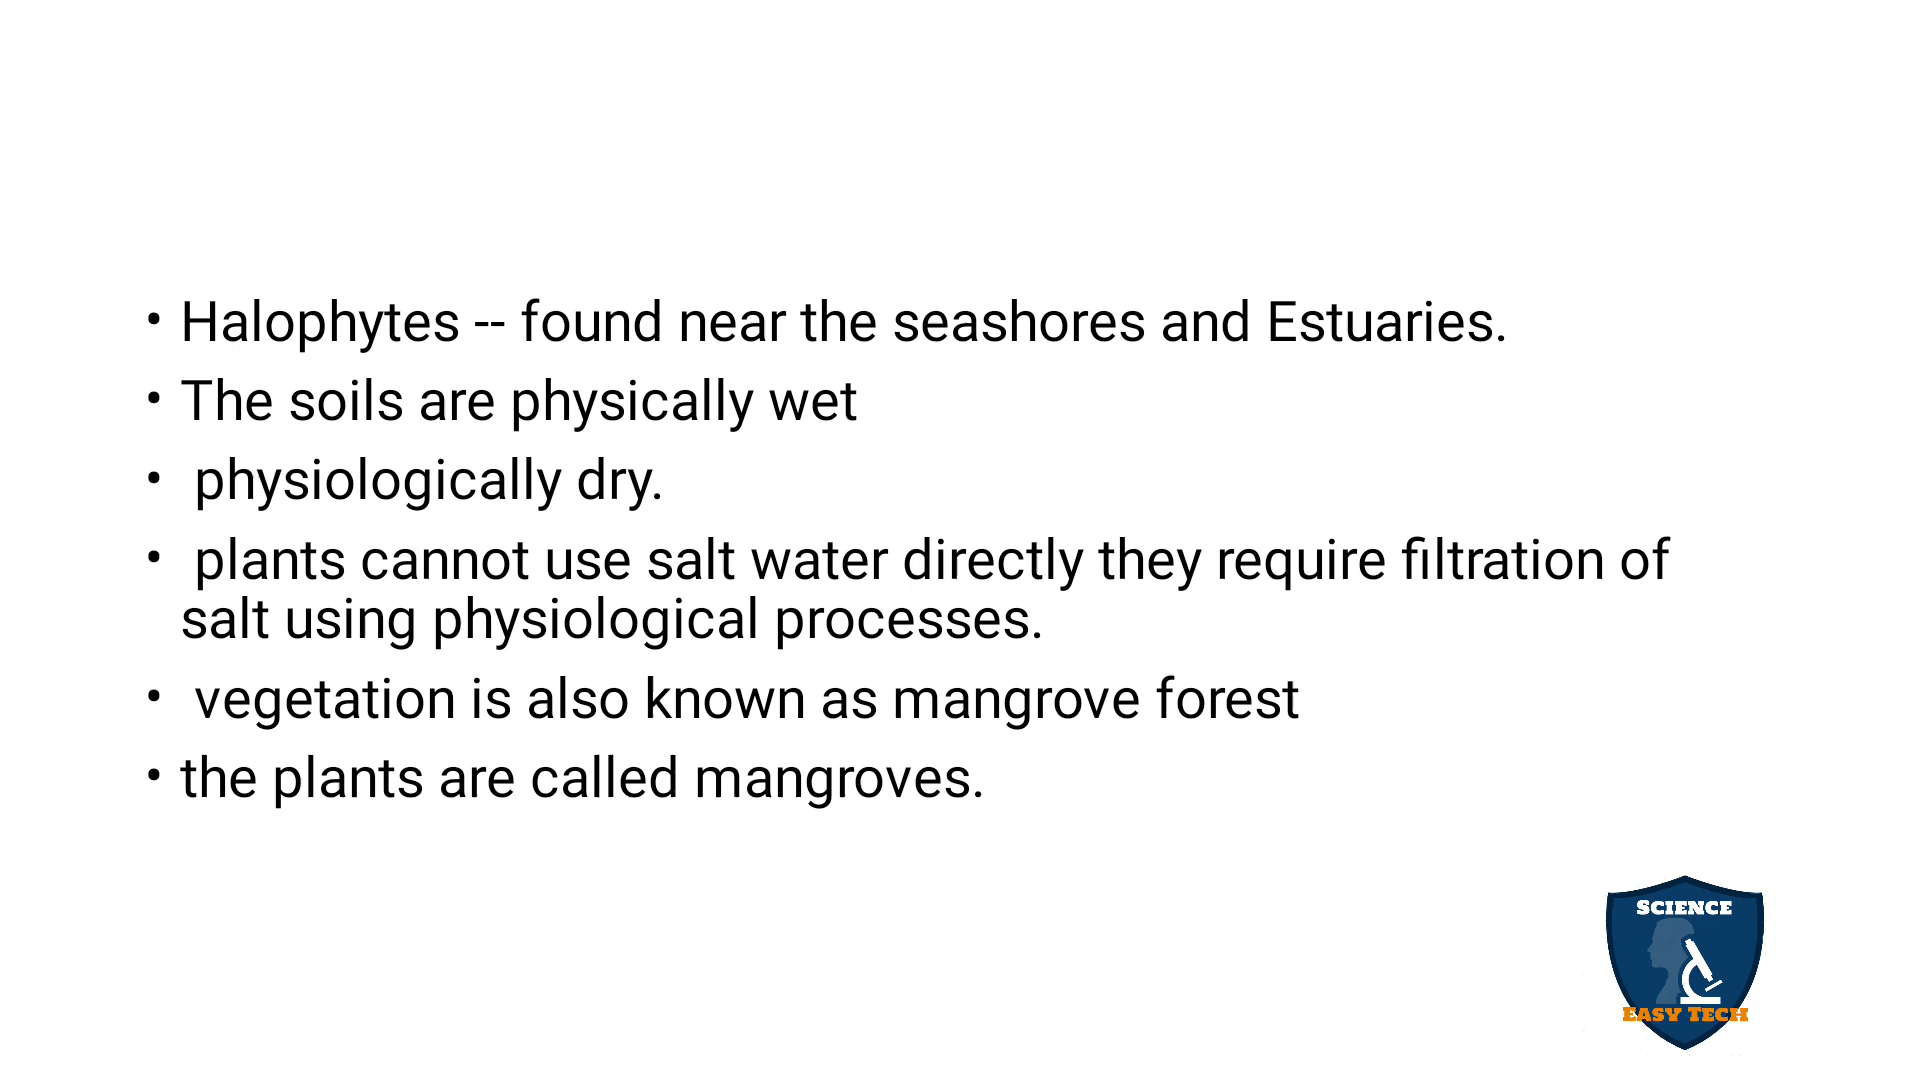 • Halophytes -- found near the seashores and Estuaries.
• The soils are physically wet
• physiologically dry.
• plants cannot use salt water directly they require filtration of
salt using physiological processes.
• vegetation is also known as mangrove forest
• the plants are called mangroves.
SCIENCE
EASY TECH